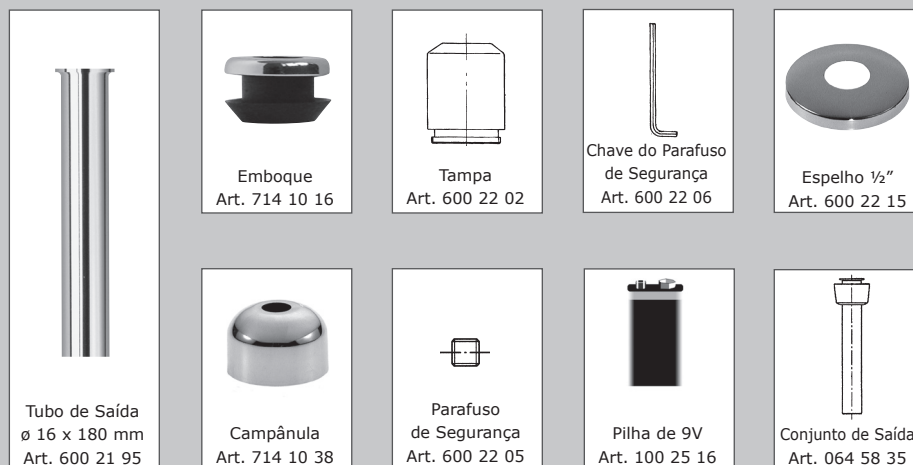 Emboque
Art. 714 10 16
Tampa
Art. 600 22 02
Chave do Parafuso
de Segurança
Art. 600 22 06
Espelho ½”
Art. 600 22 15
Tubo de Saída
ø 16 x 180 mm
Art. 600 21 95
Campânula
Art. 714 10 38
Parafuso
de Segurança
Art. 600 22 05
Pilha de 9V
Art. 100 25 16
Conjunto de Saída
Art. 064 58 35